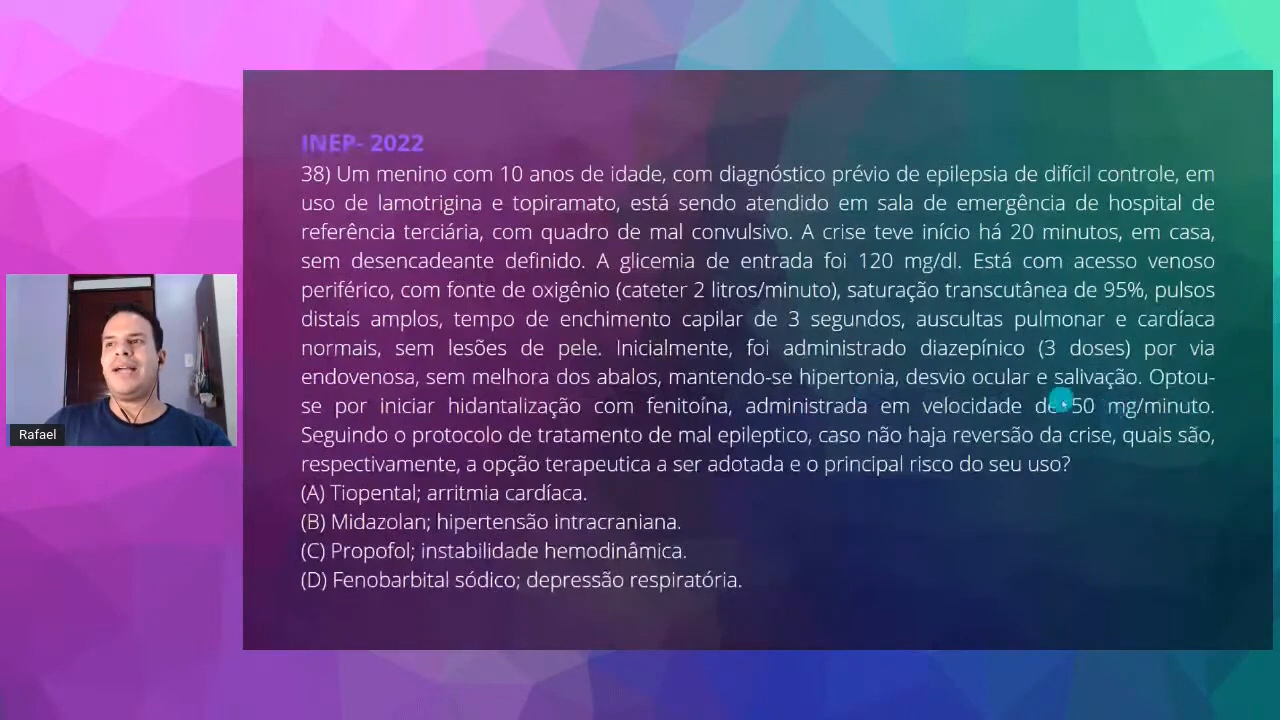 INEP- 2022
38) Um menino com 10 anos de idade, com diagnóstico prévio de epilepsia de difícil controle, em
uso de lamotrigina e topiramato, está sendo atendido em sala de emergência de hospital de
referência terciária, com quadro de mal convulsivo. A crise teve início há 20 minutos, em casa,
sem desencadeante definido. A glicemia de entrada foi 120 mg/dl. Está com acesso venoso
periférico, com fonte de oxigênio (cateter 2 litros/minuto), saturação transcutânea de 95%, pulsos
distais amplos, tempo de enchimento capilar de 3 segundos, auscultas pulmonar e cardíaca
normais, sem lesões de pele. Inicialmente, foi administrado diazepínico (3 doses) por via
endovenosa, sem melhora dos abalos, mantendo-se hipertonia, desvio ocular e salivação. Optou-
se por iniciar hidantalização com fenitoína, administrada em velocidade de 50 mg/minuto.
Seguindo o protocolo de tratamento de mal epileptico, caso não haja reversão da crise, quais são,
respectivamente, a opção terapeutica a ser adotada e o principal risco do seu uso?
(A) Tiopental; arritmia cardíaca.
(B) Midazolan; hipertensão intracraniana.
(C) Propofol; instabilidade hemodinâmica.
(D) Fenobarbital sódico; depressão respiratória.
Rafael